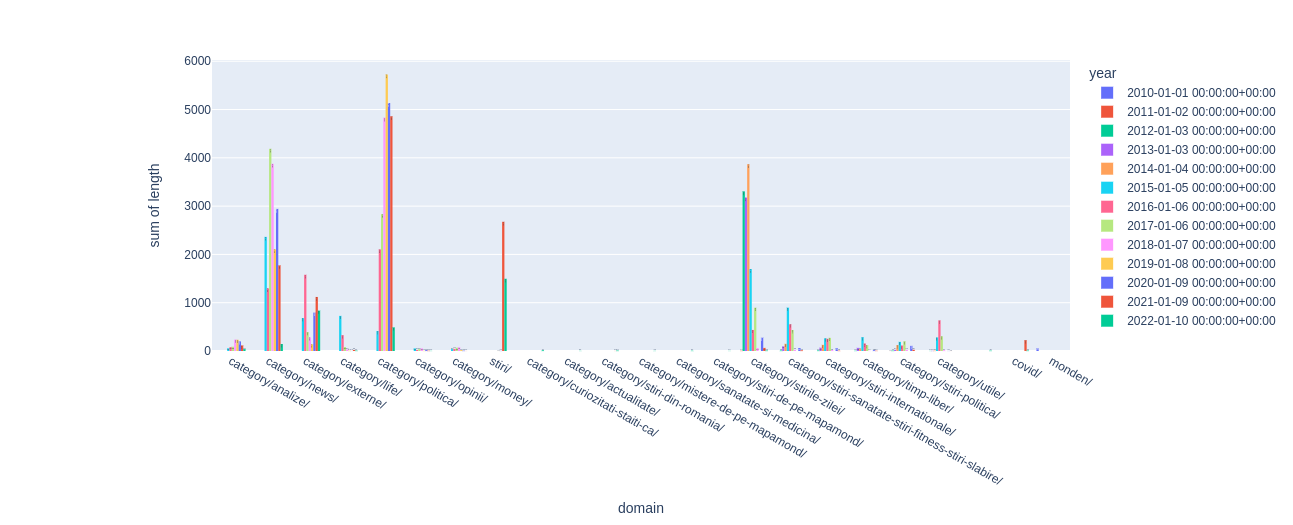 6000
5000
4000
3000
2000
1000
0
sum of length
category/analize/
category/news/
category/externe/
category/life/
category/politica/
category/opinii/
category/money/
stiri/
category/curiozitati-staiti-ca/
category/actualitate/
category/stiri-din-romania/
category/mistere-de-pe-mapamond/
category/sanatate-si-medicina/
category/stiri-de-pe-mapamond/
category/stirile-zilei/
category/stiri-sanatate-stiri-fitness-stiri-slabire/
category/stiri-internationale/
category/timp-liber/
category/stiri-politica/
category/utile/
covid/
monden/
domain
year
2010-01-01 00:00:00+00:00
2011-01-02 00:00:00+00:00
2012-01-03 00:00:00+00:00
2013-01-03 00:00:00+00:00
2014-01-04 00:00:00+00:00
2015-01-05 00:00:00+00:00
2016-01-06 00:00:00+00:00
2017-01-06 00:00:00+00:00
2018-01-07 00:00:00+00:00
2019-01-08 00:00:00+00:00
2020-01-09 00:00:00+00:00
2021-01-09 00:00:00+00:00
2022-01-10 00:00:00+00:00